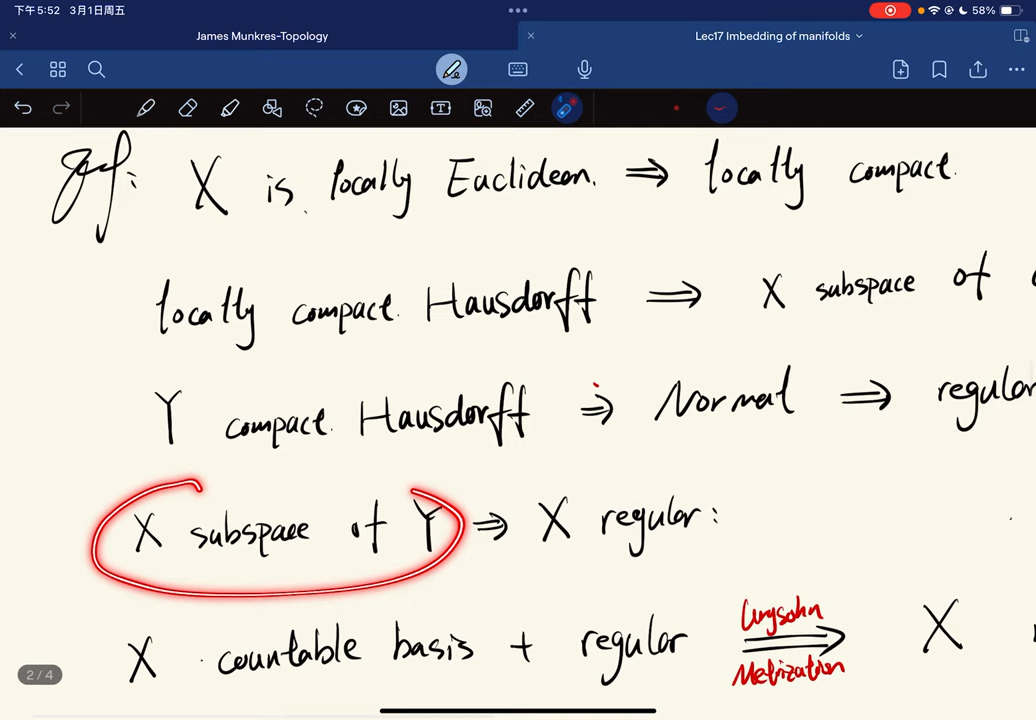 下午5:52 3月1日周五
58%
James Munkres-Topology
Lec17 Imbedding of manifolds
pf: X is locally Euclidean. ⇒ locally compact.
locally compact Hausdorff ⇒ X subspace of
Y compact Hausdorff ⇒ Normal ⇒ regular
X subspace of Y ⇒ X regular:
Urysohn
X countable basis + regular ⇒ X
Metrization
2/4